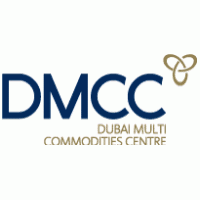 DMCC
DUBAI MULTI
COMMODITIES CENTRE